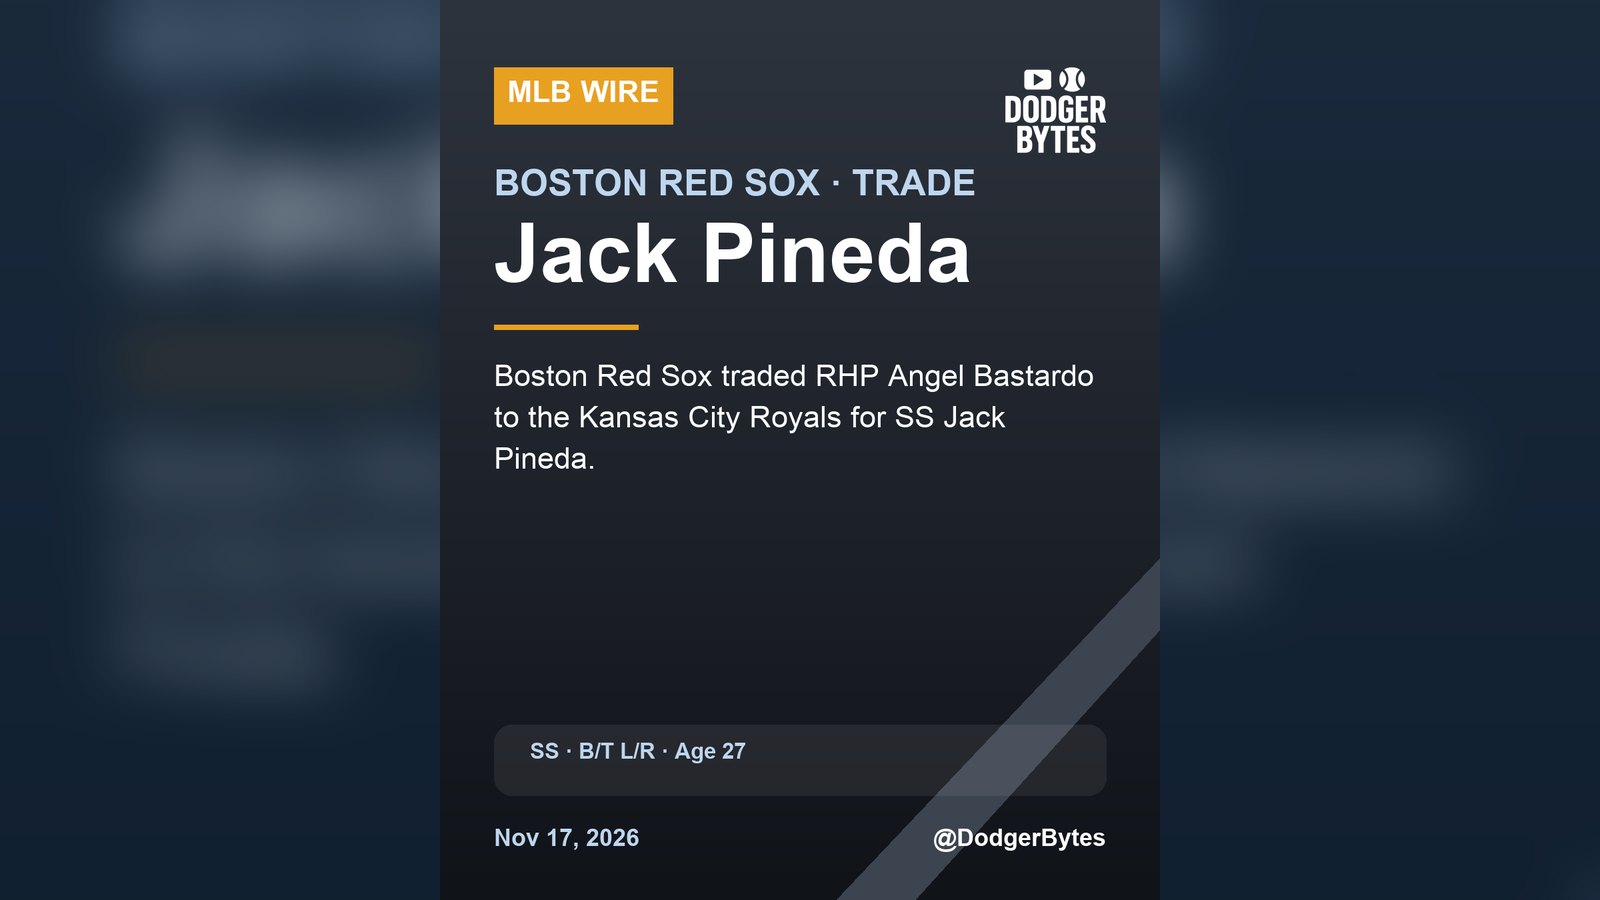 MLB WIRE
DODGER
BYTES
BOSTON RED SOX · TRADE
Jack Pineda
Boston Red Sox traded RHP Angel Bastardo
to the Kansas City Royals for SS Jack
Pineda.
SS · B/T L/R · Age 27
Nov 17, 2026
@DodgerBytes